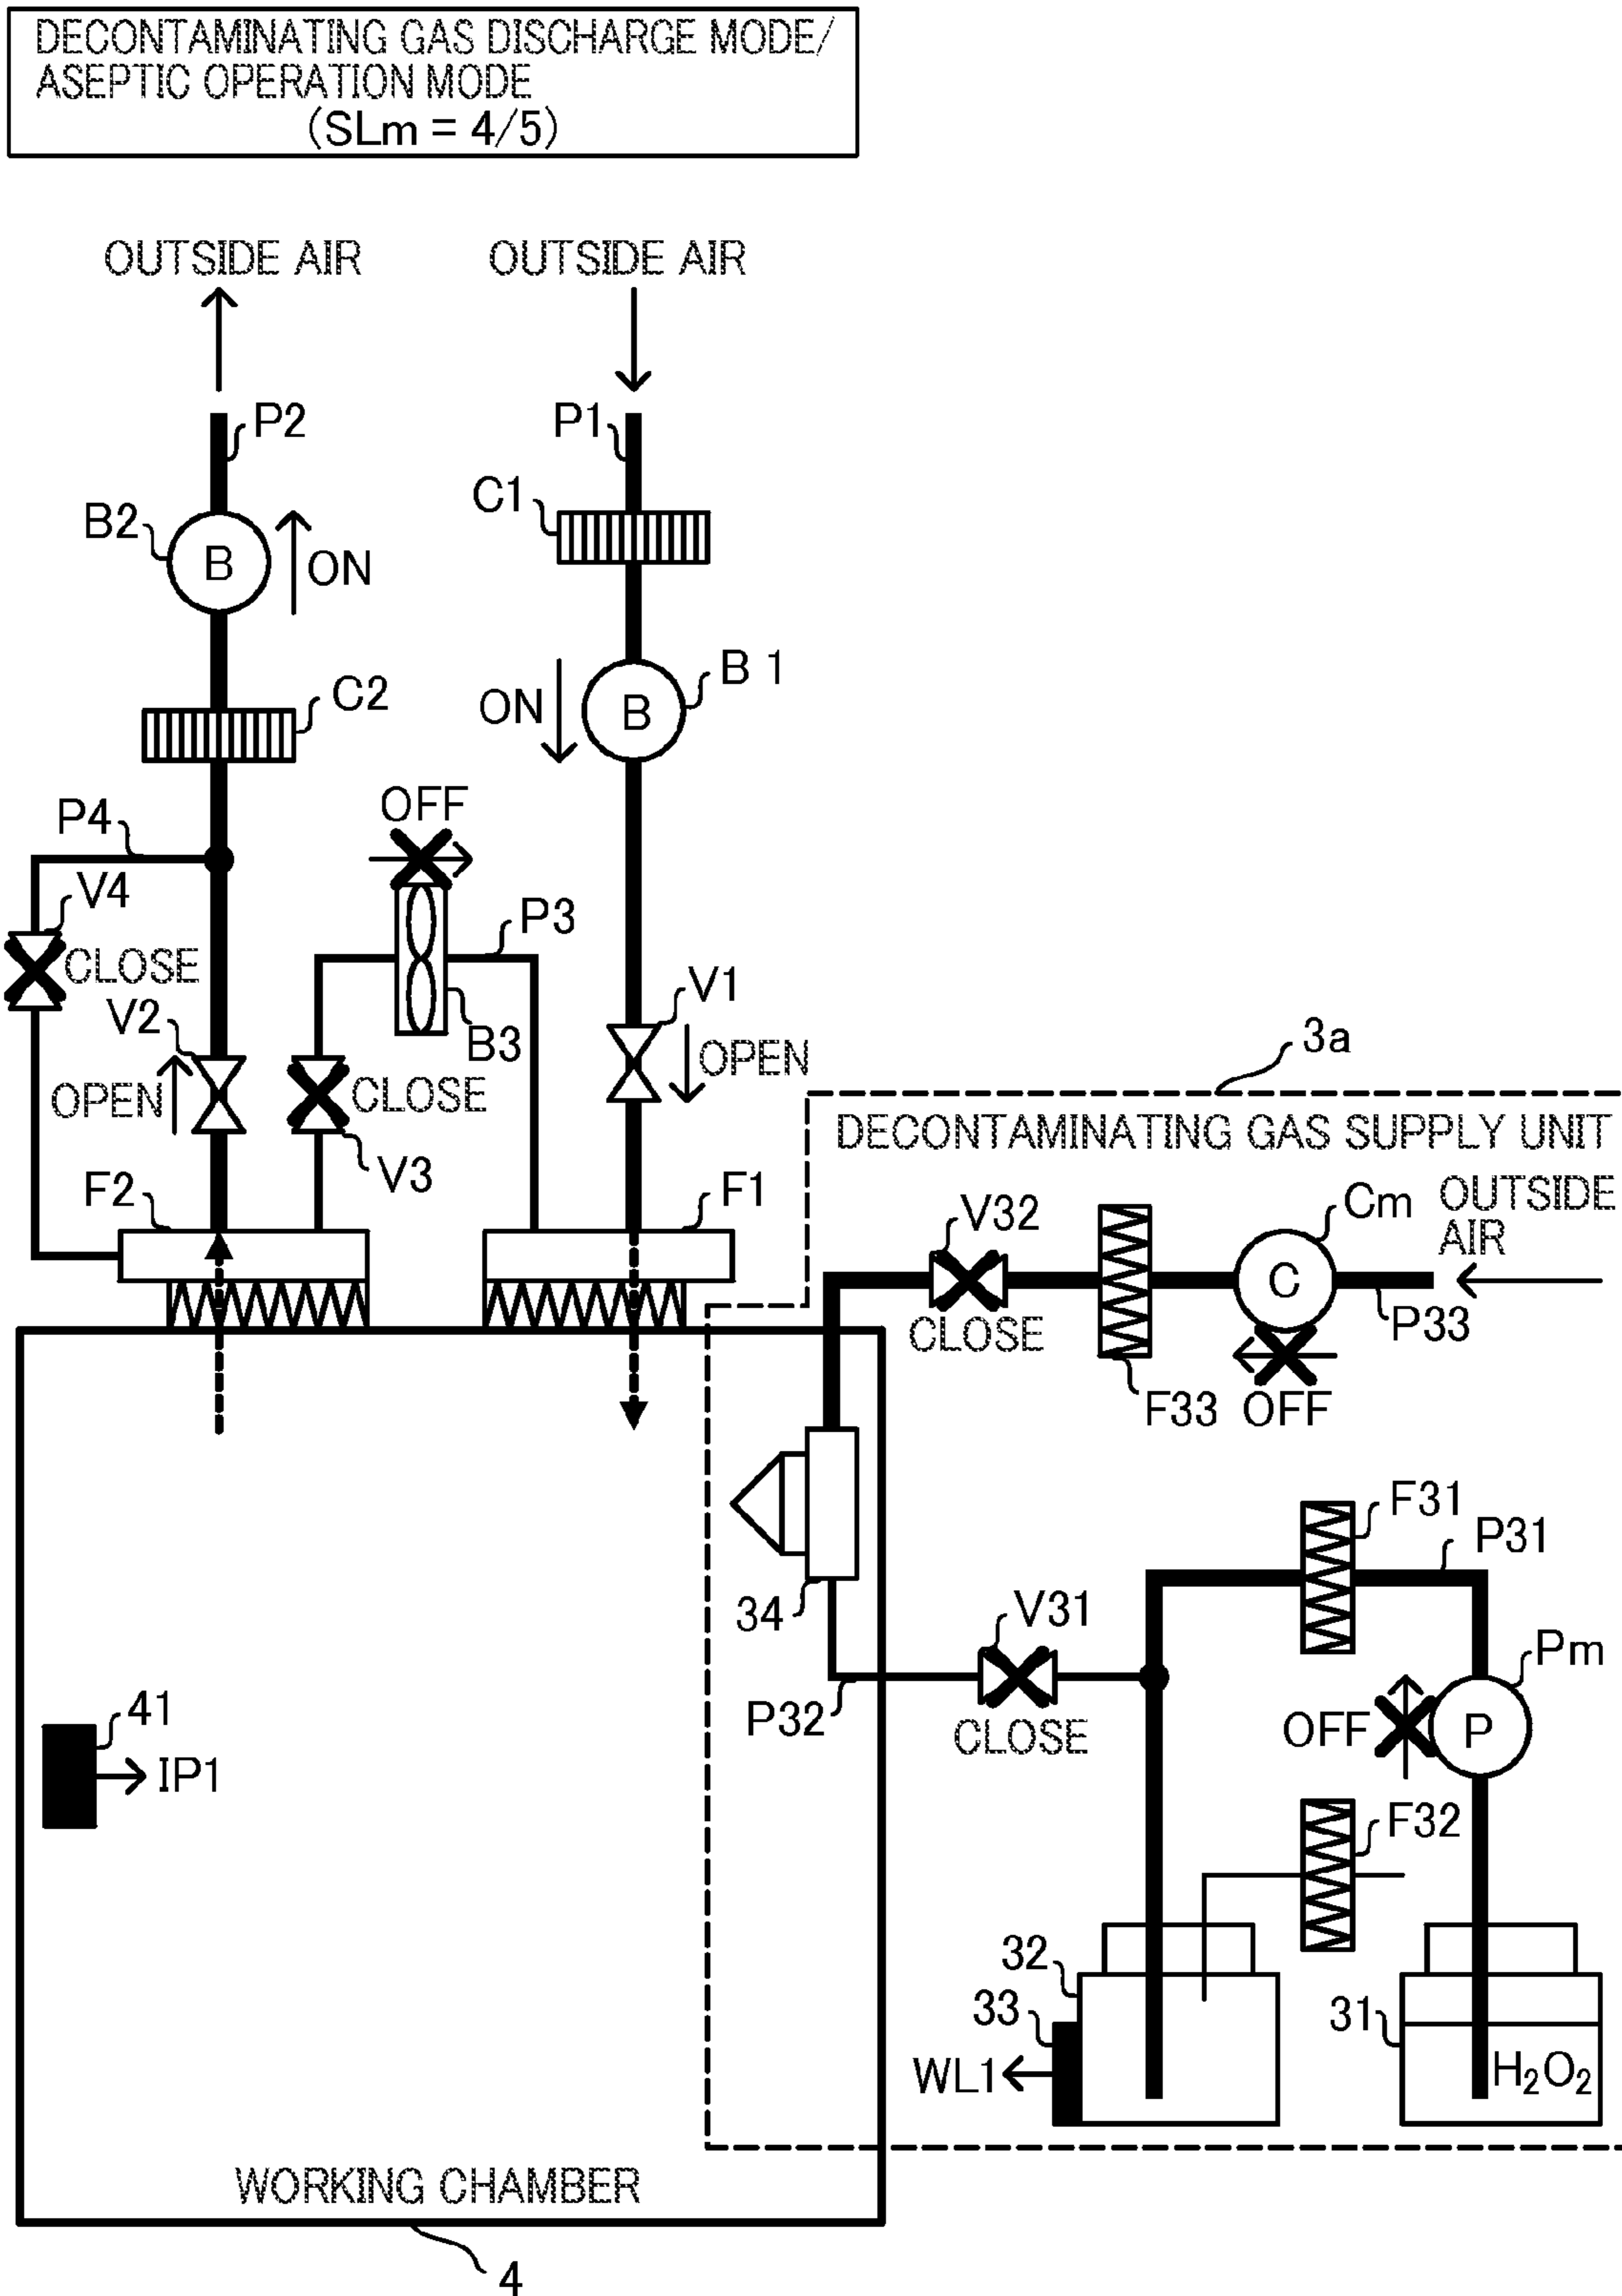 DECONTAMINATING GAS DISCHARGE MODE/
ASEPTIC OPERATION MODE
(SLm = 4/5)
OUTSIDE AIR
OUTSIDE AIR
P2
P1
C1
B2
B
ON
B 1
ON
B
C2
OFF
P4
V4
P3
CLOSE
V1
V2
B3
OPEN
3a
OPEN
CLOSE
DECONTAMINATING GAS SUPPLY UNIT
V3
F2
F1
V32
Cm
OUTSIDE
AIR
C
P33
CLOSE
F33
OFF
F31
P31
34
V31
Pm
P32
OFF
P
CLOSE
41
IP1
F32
32
33
31
WL1
H₂O₂
WORKING CHAMBER
4